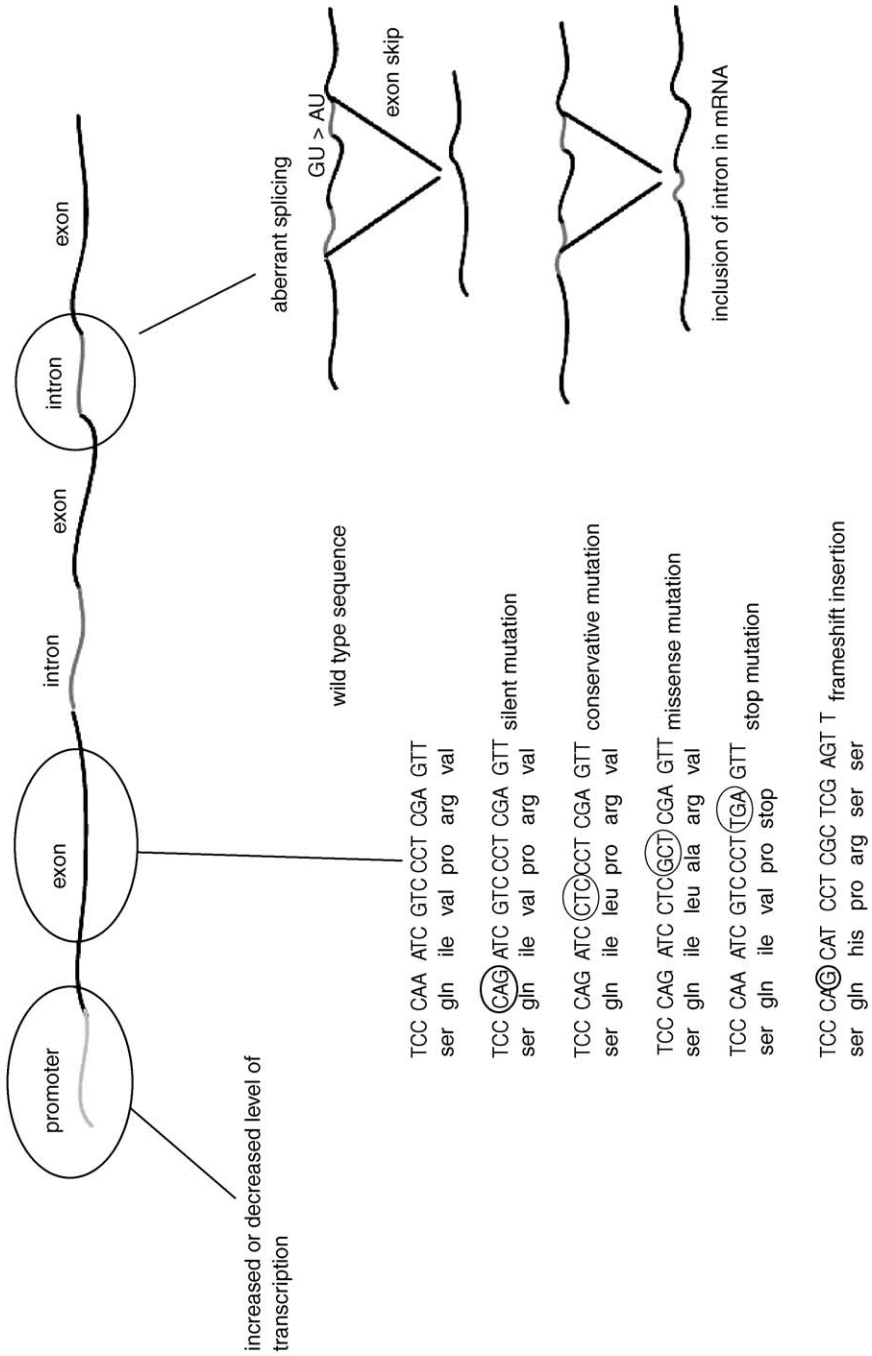 promoter
exon
intron
exon
intron
exon
increased or decreased level of
transcription
TCC CAA ATC GTC CCT CGA GTT
wild type sequence
ser gln ile val pro arg val
TCC CAG ATC GTC CCT CGA GTT silent mutation
ser gln ile val pro arg val
TCC CAG ATC CTC CCT CGA GTT conservative mutation
ser gln ile leu pro arg val
TCC CAG ATC CTC GCT CGA GTT missense mutation
ser gln ile leu ala arg val
TCC CAA ATC GTC CCT TGA GTT stop mutation
ser gln ile val pro stop
TCC CAG CAT CCT CGC TCG AGT T frameshift insertion
ser gln his pro arg ser ser
aberrant splicing
GU > AU
exon skip
inclusion of intron in mRNA